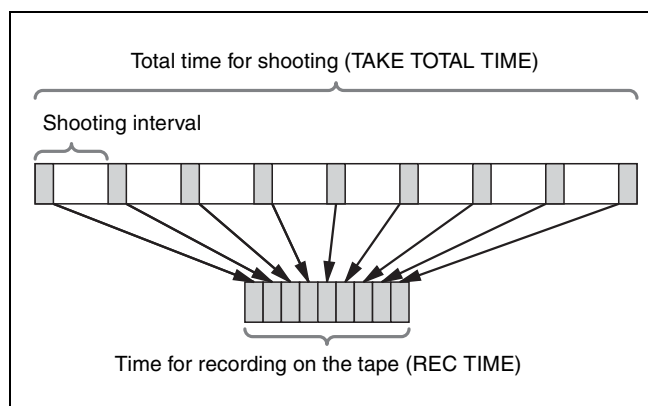 Total time for shooting (TAKE TOTAL TIME)
Shooting interval
Time for recording on the tape (REC TIME)